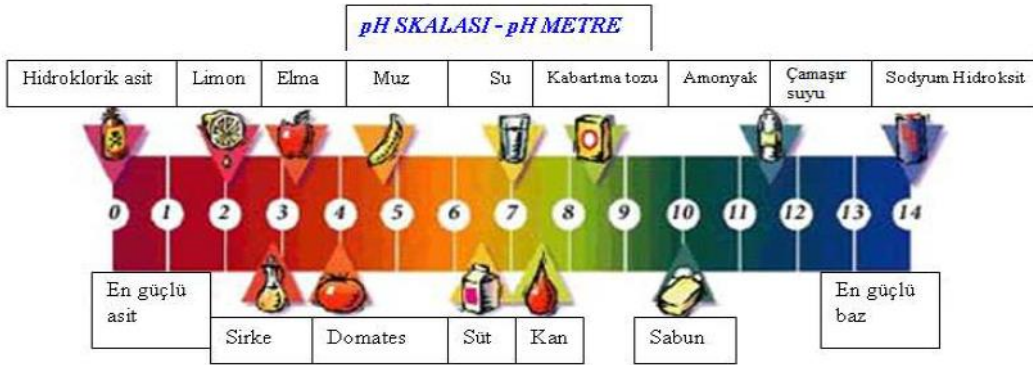 pH SKALASI - pH METRE
Hidroklorik asit
Limon
Elma
Muz
Su
Kabartma tozu
Amonyak
Çamaşır
suyu
Sodyum Hidroksit
0 1 2 3 4 5 6 7 8 9 10 11 12 13 14
En güçlü
asit
Sirke
Domates
Süt
Kan
Sabun
En güçlü
baz